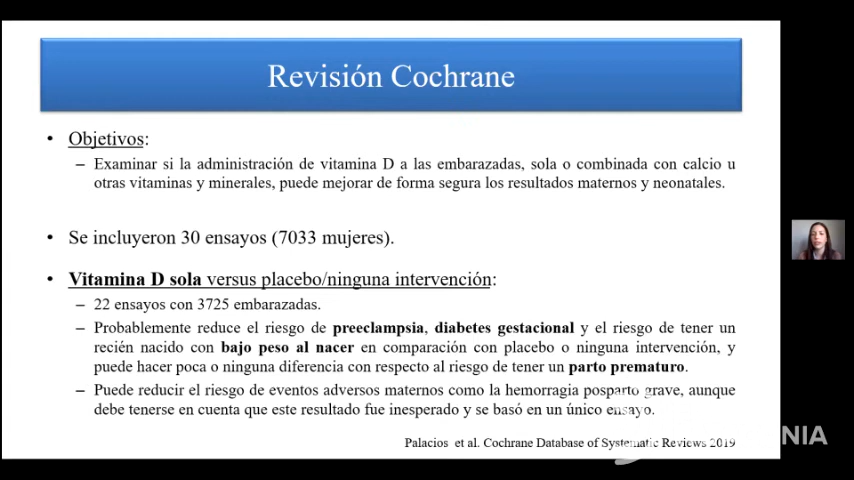 Revisión Cochrane
• Objetivos:
– Examinar si la administración de vitamina D a las embarazadas, sola o combinada con calcio u
otras vitaminas y minerales, puede mejorar de forma segura los resultados maternos y neonatales.
• Se incluyeron 30 ensayos (7033 mujeres).
• Vitamina D sola versus placebo/ninguna intervención:
– 22 ensayos con 3725 embarazadas.
– Probablemente reduce el riesgo de preeclampsia, diabetes gestacional y el riesgo de tener un
recién nacido con bajo peso al nacer en comparación con placebo o ninguna intervención, y
puede hacer poca o ninguna diferencia con respecto al riesgo de tener un parto prematuro.
– Puede reducir el riesgo de eventos adversos maternos como la hemorragia posparto grave, aunque
debe tenerse en cuenta que este resultado fue inesperado y se basó en un único ensayo.
Palacios et al. Cochrane Database of Systematic Reviews 2019
NIA